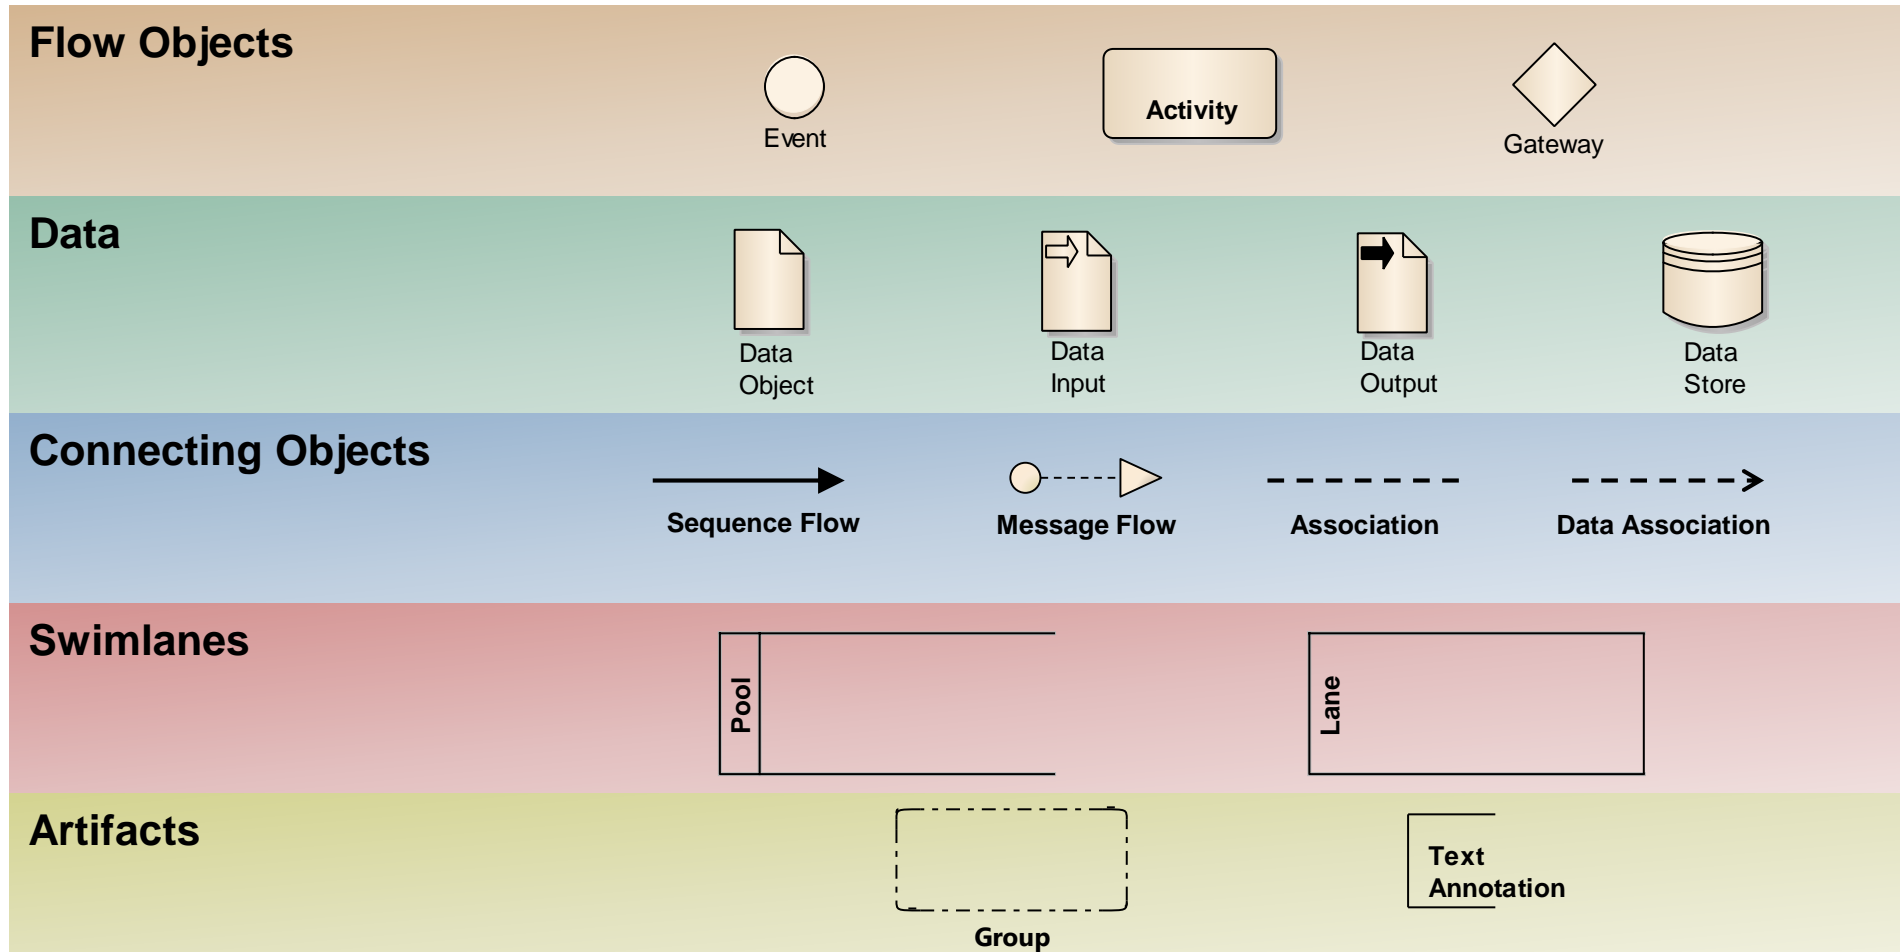 Flow Objects
Event
Activity
Gateway
Data
Data
Object
Data
Input
Data
Output
Data
Store
Connecting Objects
Sequence Flow
Message Flow
Association
Data Association
Swimlanes
Pool
Lane
Artifacts
Group
Text
Annotation